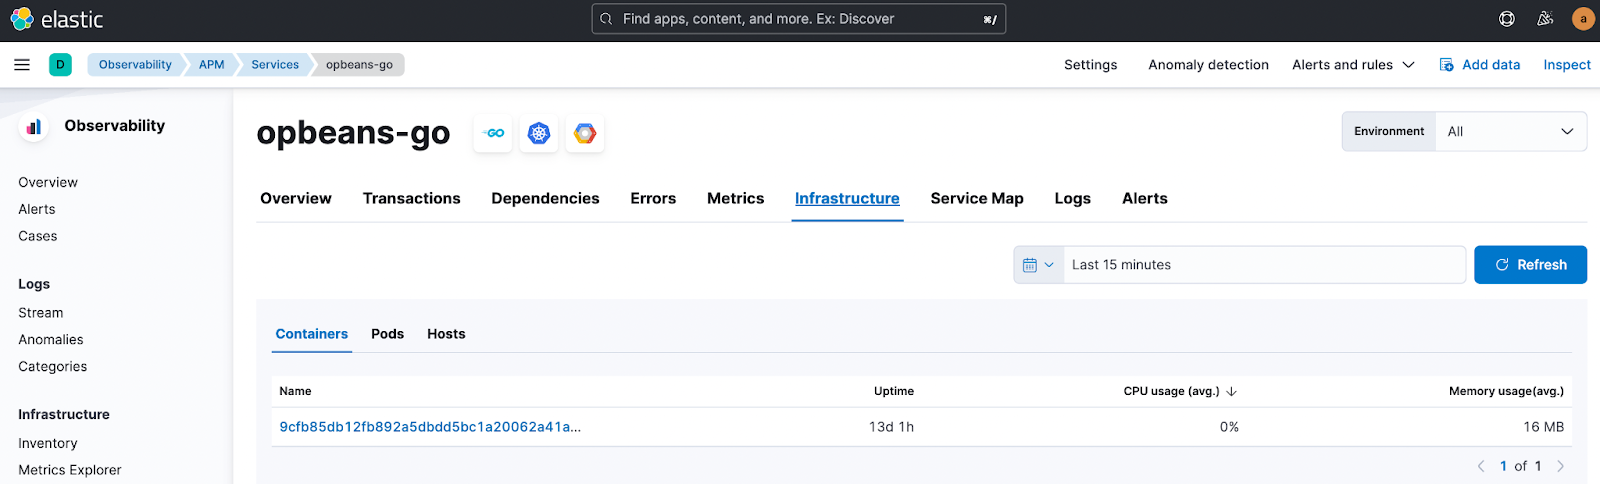 elastic
Find apps, content, and more. Ex: Discover ⌘/
a
D Observability APM Services opbeans-go
Settings Anomaly detection Alerts and rules Add data Inspect
Observability
opbeans-go GO
Environment All
Overview
Alerts
Cases
Logs
Stream
Anomalies
Categories
Infrastructure
Inventory
Metrics Explorer
Overview Transactions Dependencies Errors Metrics Infrastructure Service Map Logs Alerts
Last 15 minutes Refresh
Containers Pods Hosts
Name Uptime CPU usage (avg.) ↓ Memory usage(avg.)
9cfb85db12fb892a5dbdd5bc1a20062a41a... 13d 1h 0% 16 MB
1 of 1